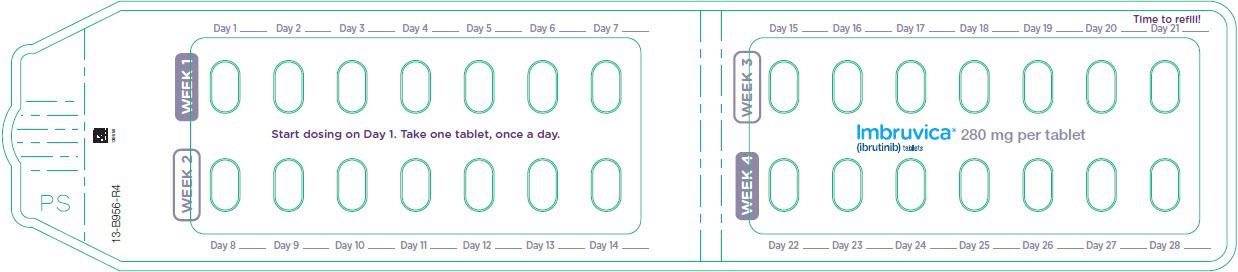 Time to refill!
Day 1 Day 2 Day 3 Day 4 Day 5 Day 6 Day 7
Day 15 Day 16 Day 17 Day 18 Day 19 Day 20 Day 21
WEEK 1
WEEK 3
Start dosing on Day 1. Take one tablet, once a day.
Imbruvica® 280 mg per tablet
(ibrutinib) tablets
WEEK 2
WEEK 4
PS
13-B956-R4
Day 8 Day 9 Day 10 Day 11 Day 12 Day 13 Day 14
Day 22 Day 23 Day 24 Day 25 Day 26 Day 27 Day 28